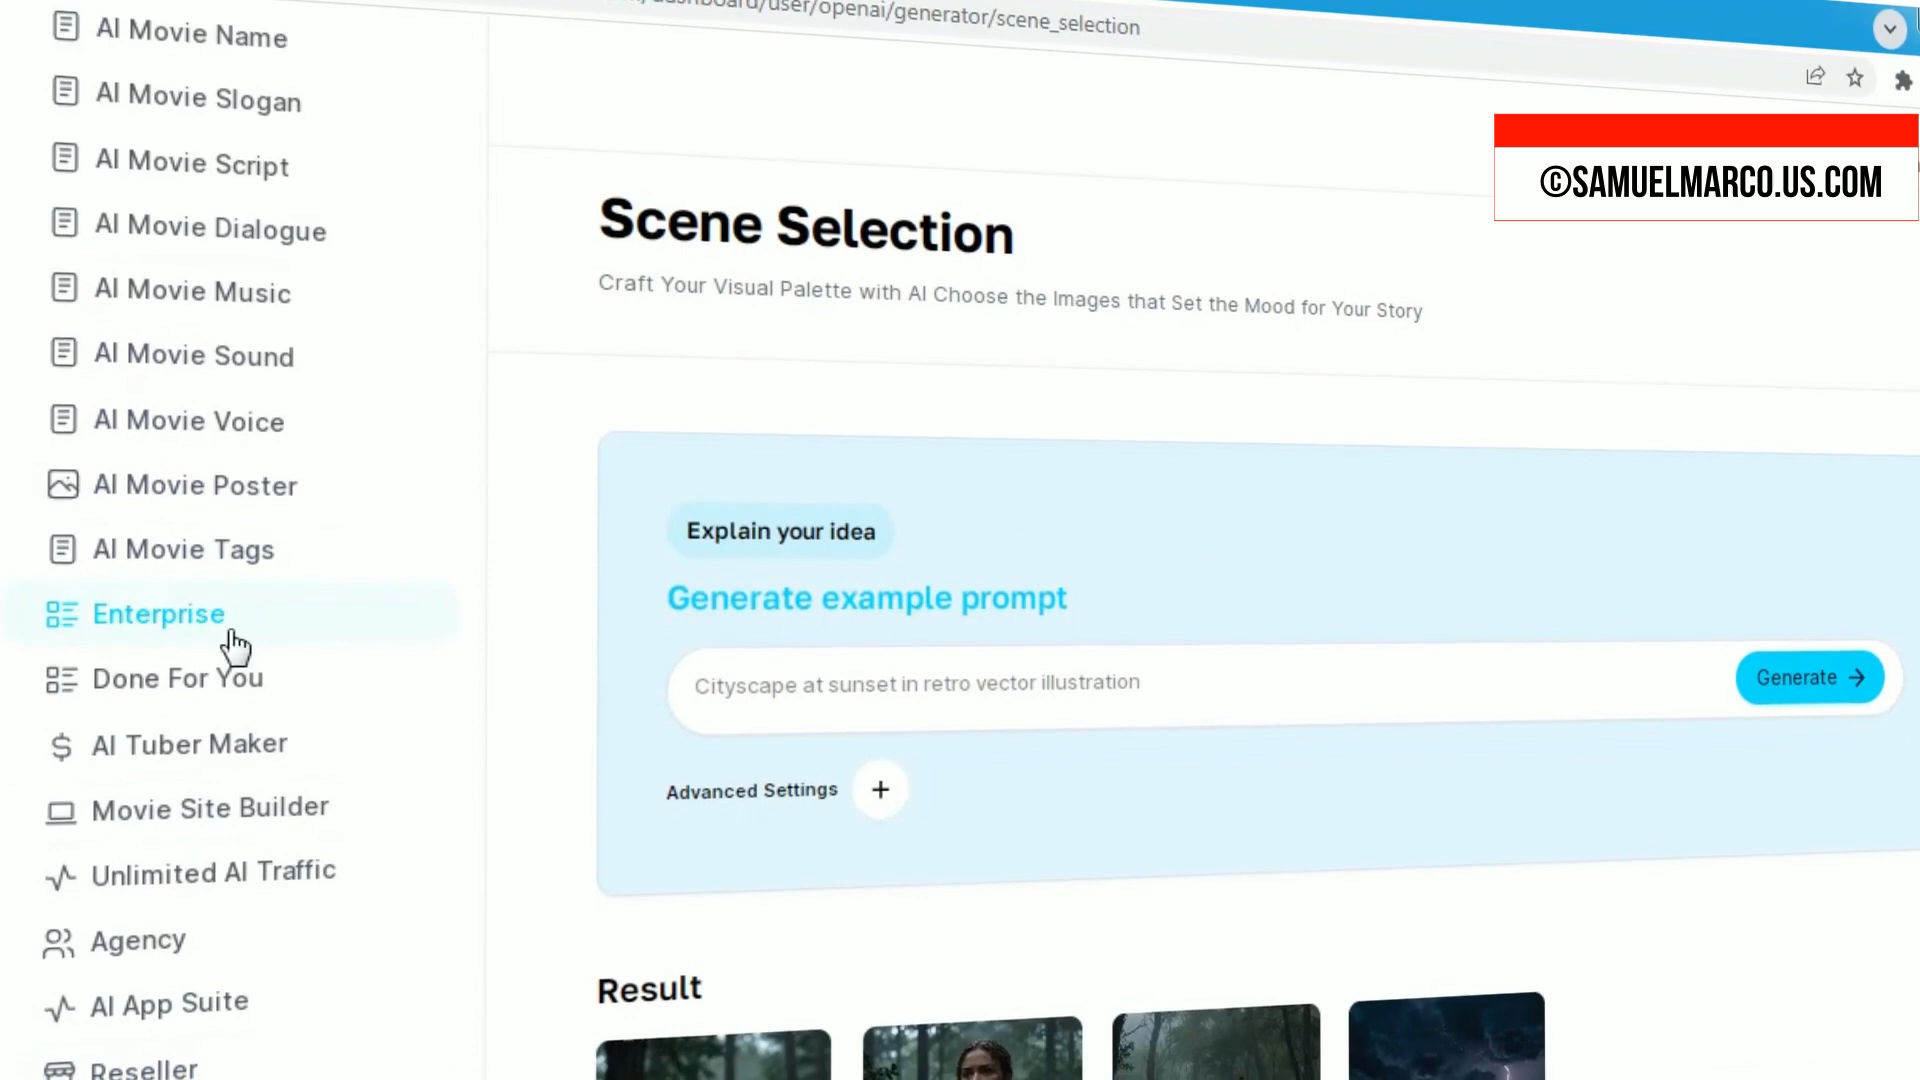 /dashboard/user/openai/generator/scene_selection
AI Movie Name
AI Movie Slogan
AI Movie Script
AI Movie Dialogue
AI Movie Music
AI Movie Sound
AI Movie Voice
AI Movie Poster
AI Movie Tags
Enterprise
Done For You
AI Tuber Maker
Movie Site Builder
Unlimited AI Traffic
Agency
AI App Suite
Reseller
©SAMUELMARCO.US.COM
Scene Selection
Craft Your Visual Palette with AI Choose the Images that Set the Mood for Your Story
Explain your idea
Generate example prompt
Cityscape at sunset in retro vector illustration
Generate →
Advanced Settings +
Result